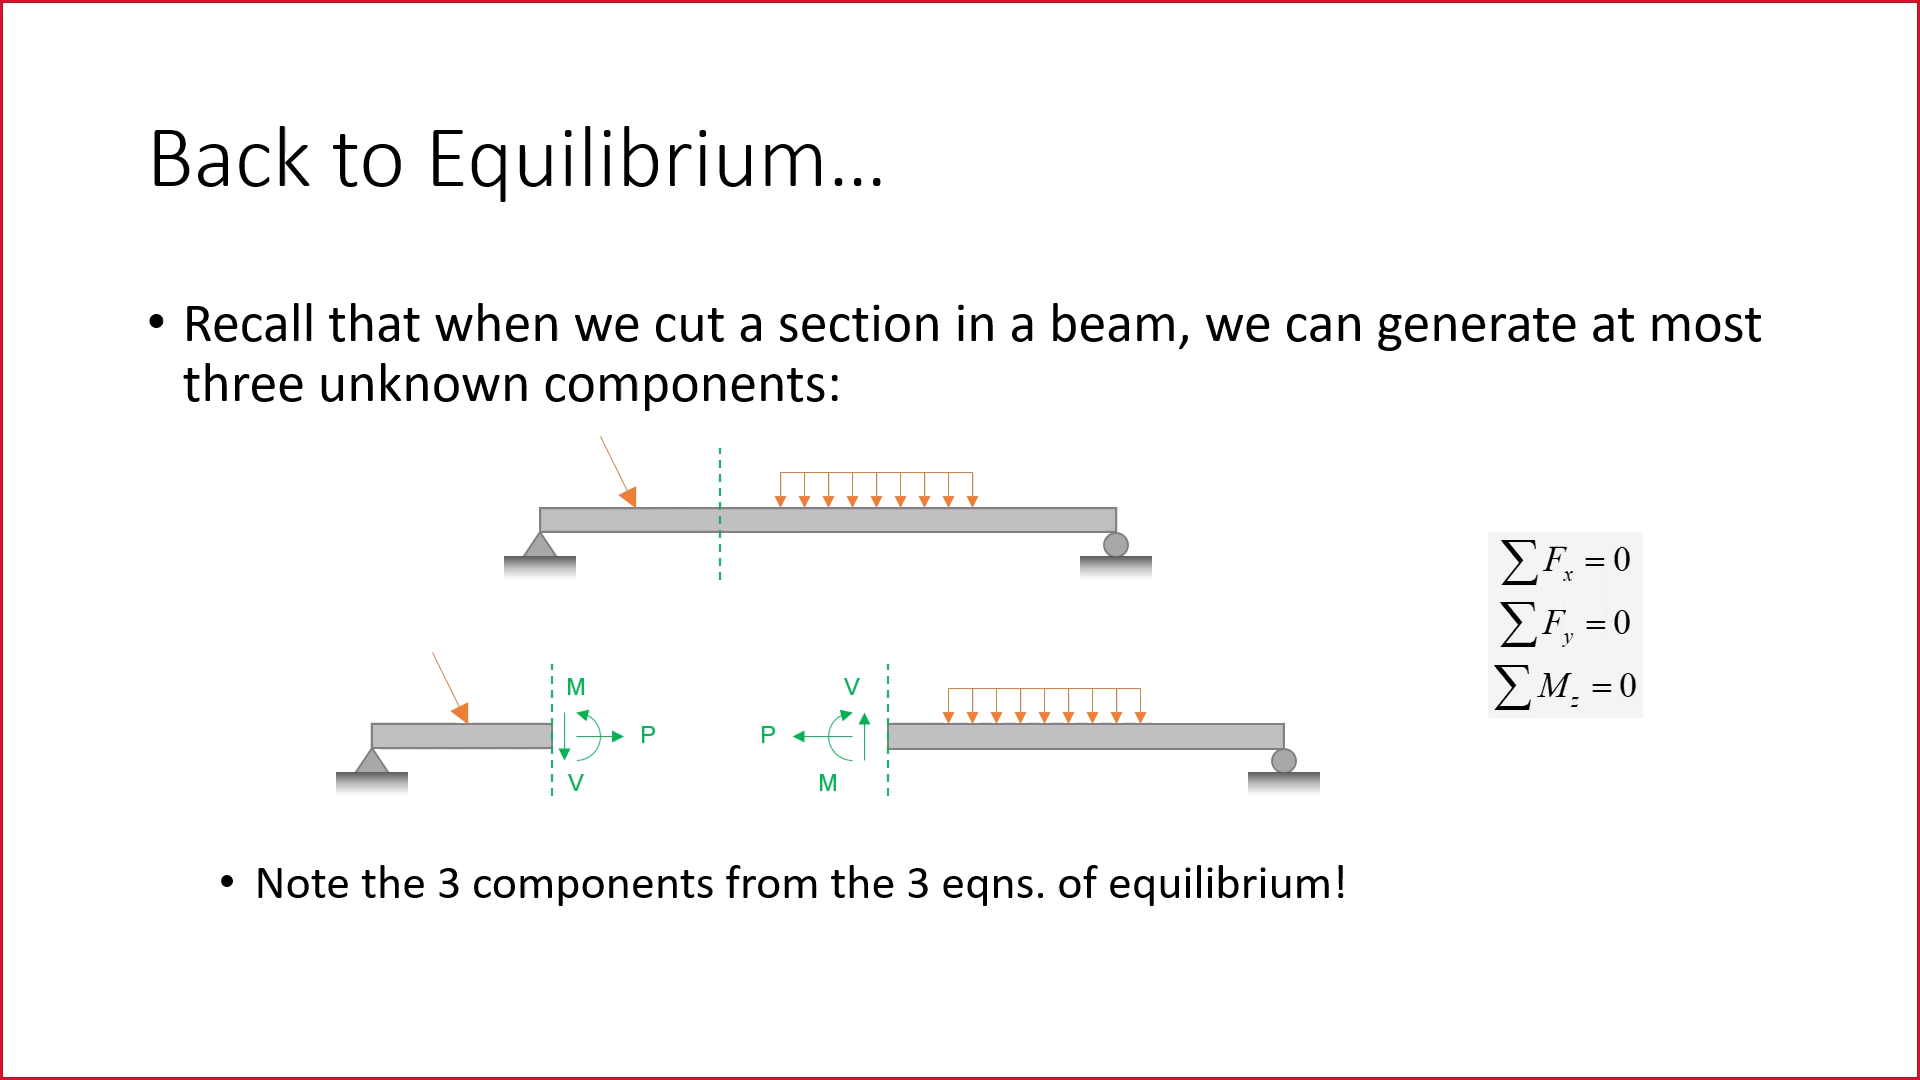 Back to Equilibrium...
• Recall that when we cut a section in a beam, we can generate at most
three unknown components:
∑Fx = 0
∑Fy = 0
∑Mz = 0
M
P
V
V
P
M
• Note the 3 components from the 3 eqns. of equilibrium!